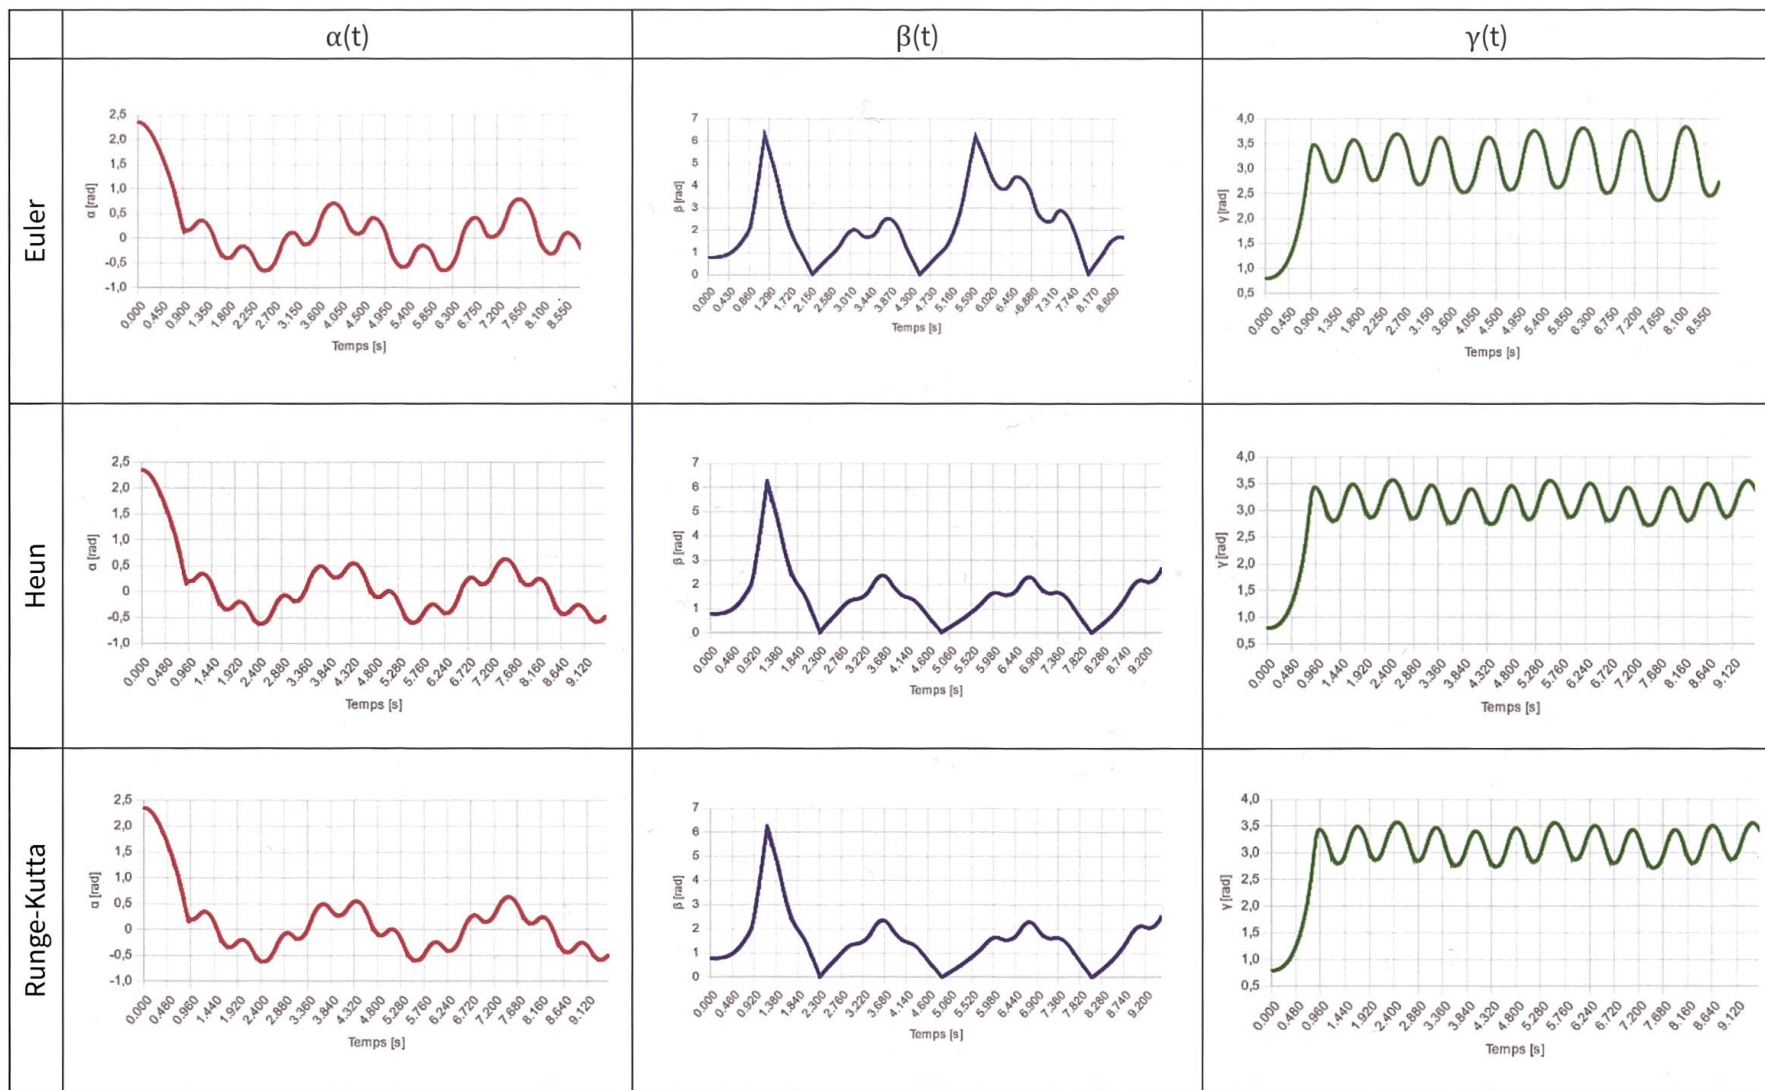 α(t) β(t) γ(t)
Euler
α [rad]
2,5
2,0
1,5
1,0
0,5
0
-0,5
-1,0
0.000 0.450 0.900 1.350 1.800 2.250 2.700 3.150 3.600 4.050 4.500 4.950 5.400 5.850 6.300 6.750 7.200 7.650 8.100 8.550
Temps [s]
β [rad]
7
6
5
4
3
2
1
0
0.000 0.430 0.860 1.290 1.720 2.150 2.580 3.010 3.440 3.870 4.300 4.730 5.160 5.590 6.020 6.450 6.880 7.310 7.740 8.170 8.600
Temps [s]
γ [rad]
4,0
3,5
3,0
2,5
2,0
1,5
1,0
0,5
0.000 0.450 0.900 1.350 1.800 2.250 2.700 3.150 3.600 4.050 4.500 4.950 5.400 5.850 6.300 6.750 7.200 7.650 8.100 8.550
Temps [s]
Heun
α [rad]
2,5
2,0
1,5
1,0
0,5
0
-0,5
-1,0
0.000 0.480 0.960 1.440 1.920 2.400 2.880 3.360 3.840 4.320 4.800 5.280 5.760 6.240 6.720 7.200 7.680 8.160 8.640 9.120
Temps [s]
β [rad]
7
6
5
4
3
2
1
0
0.000 0.460 0.920 1.380 1.840 2.300 2.760 3.220 3.680 4.140 4.600 5.060 5.520 5.980 6.440 6.900 7.360 7.820 8.280 8.740 9.200
Temps [s]
γ [rad]
4,0
3,5
3,0
2,5
2,0
1,5
1,0
0,5
0.000 0.480 0.960 1.440 1.920 2.400 2.880 3.360 3.840 4.320 4.800 5.280 5.760 6.240 6.720 7.200 7.680 8.160 8.640 9.120
Temps [s]
Runge-Kutta
α [rad]
2,5
2,0
1,5
1,0
0,5
0
-0,5
-1,0
0.000 0.480 0.960 1.440 1.920 2.400 2.880 3.360 3.840 4.320 4.800 5.280 5.760 6.240 6.720 7.200 7.680 8.160 8.640 9.120
Temps [s]
β [rad]
7
6
5
4
3
2
1
0
0.000 0.460 0.920 1.380 1.840 2.300 2.760 3.220 3.680 4.140 4.600 5.060 5.520 5.980 6.440 6.900 7.360 7.820 8.280 8.740 9.200
Temps [s]
γ [rad]
4,0
3,5
3,0
2,5
2,0
1,5
1,0
0,5
0.000 0.480 0.960 1.440 1.920 2.400 2.880 3.360 3.840 4.320 4.800 5.280 5.760 6.240 6.720 7.200 7.680 8.160 8.640 9.120
Temps [s]